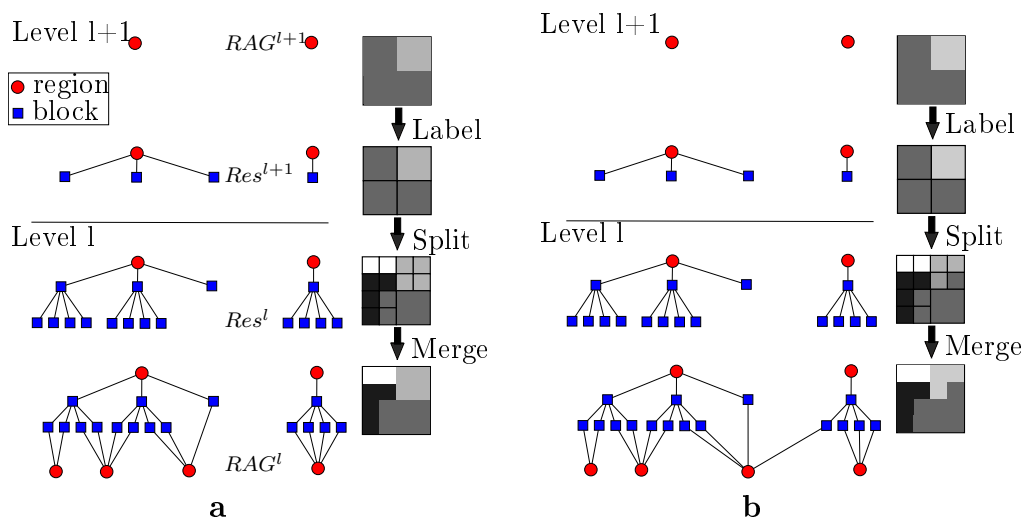 Level l+1
RAG^{l+1}
region
block
Label
Res^{l+1}
Level l
Split
Res^l
Merge
RAG^l
a
Level l+1
Label
Level l
Split
Merge
b